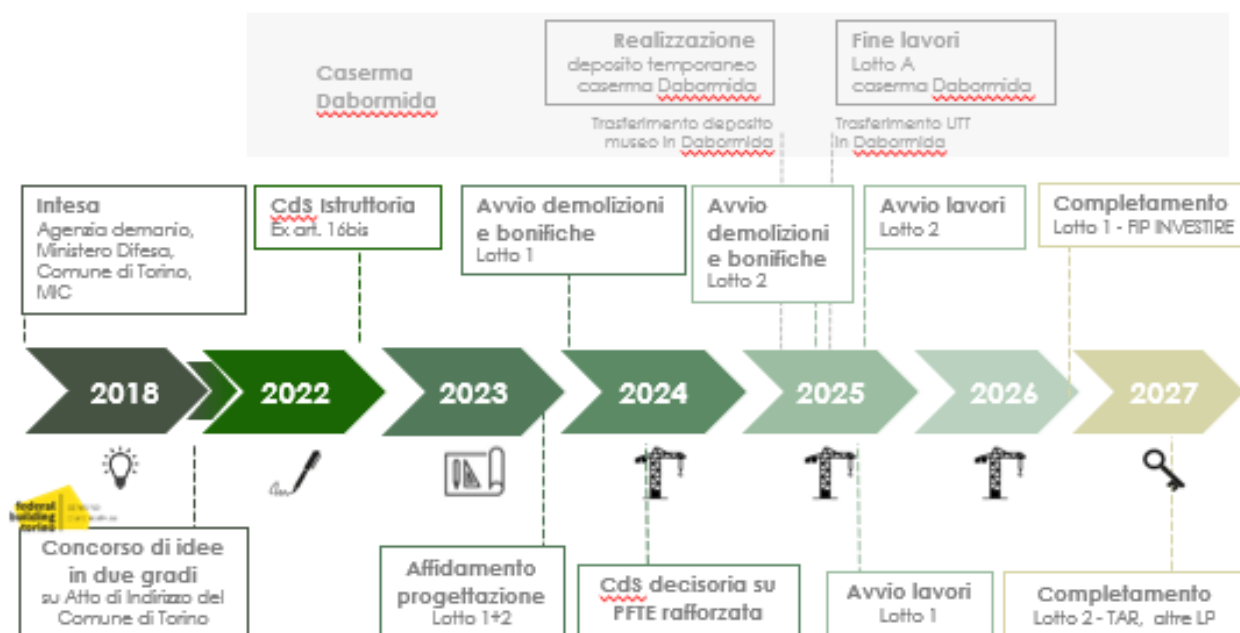 Caserma
Dabormida
Realizzazione
deposito temporaneo
caserma Dabormida
Trasferimento deposito
museo in Dabormida
Fine lavori
Lotto A
caserma Dabormida
Trasferimento UTT
in Dabormida
Intesa
Agenzia demanio,
Ministero Difesa,
Comune di Torino,
MIC
CdS Istruttoria
Ex art. 16bis
Avvio demolizioni
e bonifiche
Lotto 1
Avvio
demolizioni
e bonifiche
Lotto 2
Avvio lavori
Lotto 2
Completamento
Lotto 1 - FIP INVESTIRE
2018
2022
2023
2024
2025
2026
2027
federal
building
torino
Concorso di idee
in due gradi
su Atto di Indirizzo del
Comune di Torino
Affidamento
progettazione
Lotto 1+2
CdS decisoria su
PFTE rafforzata
Avvio lavori
Lotto 1
Completamento
Lotto 2 - TAR, altre LP